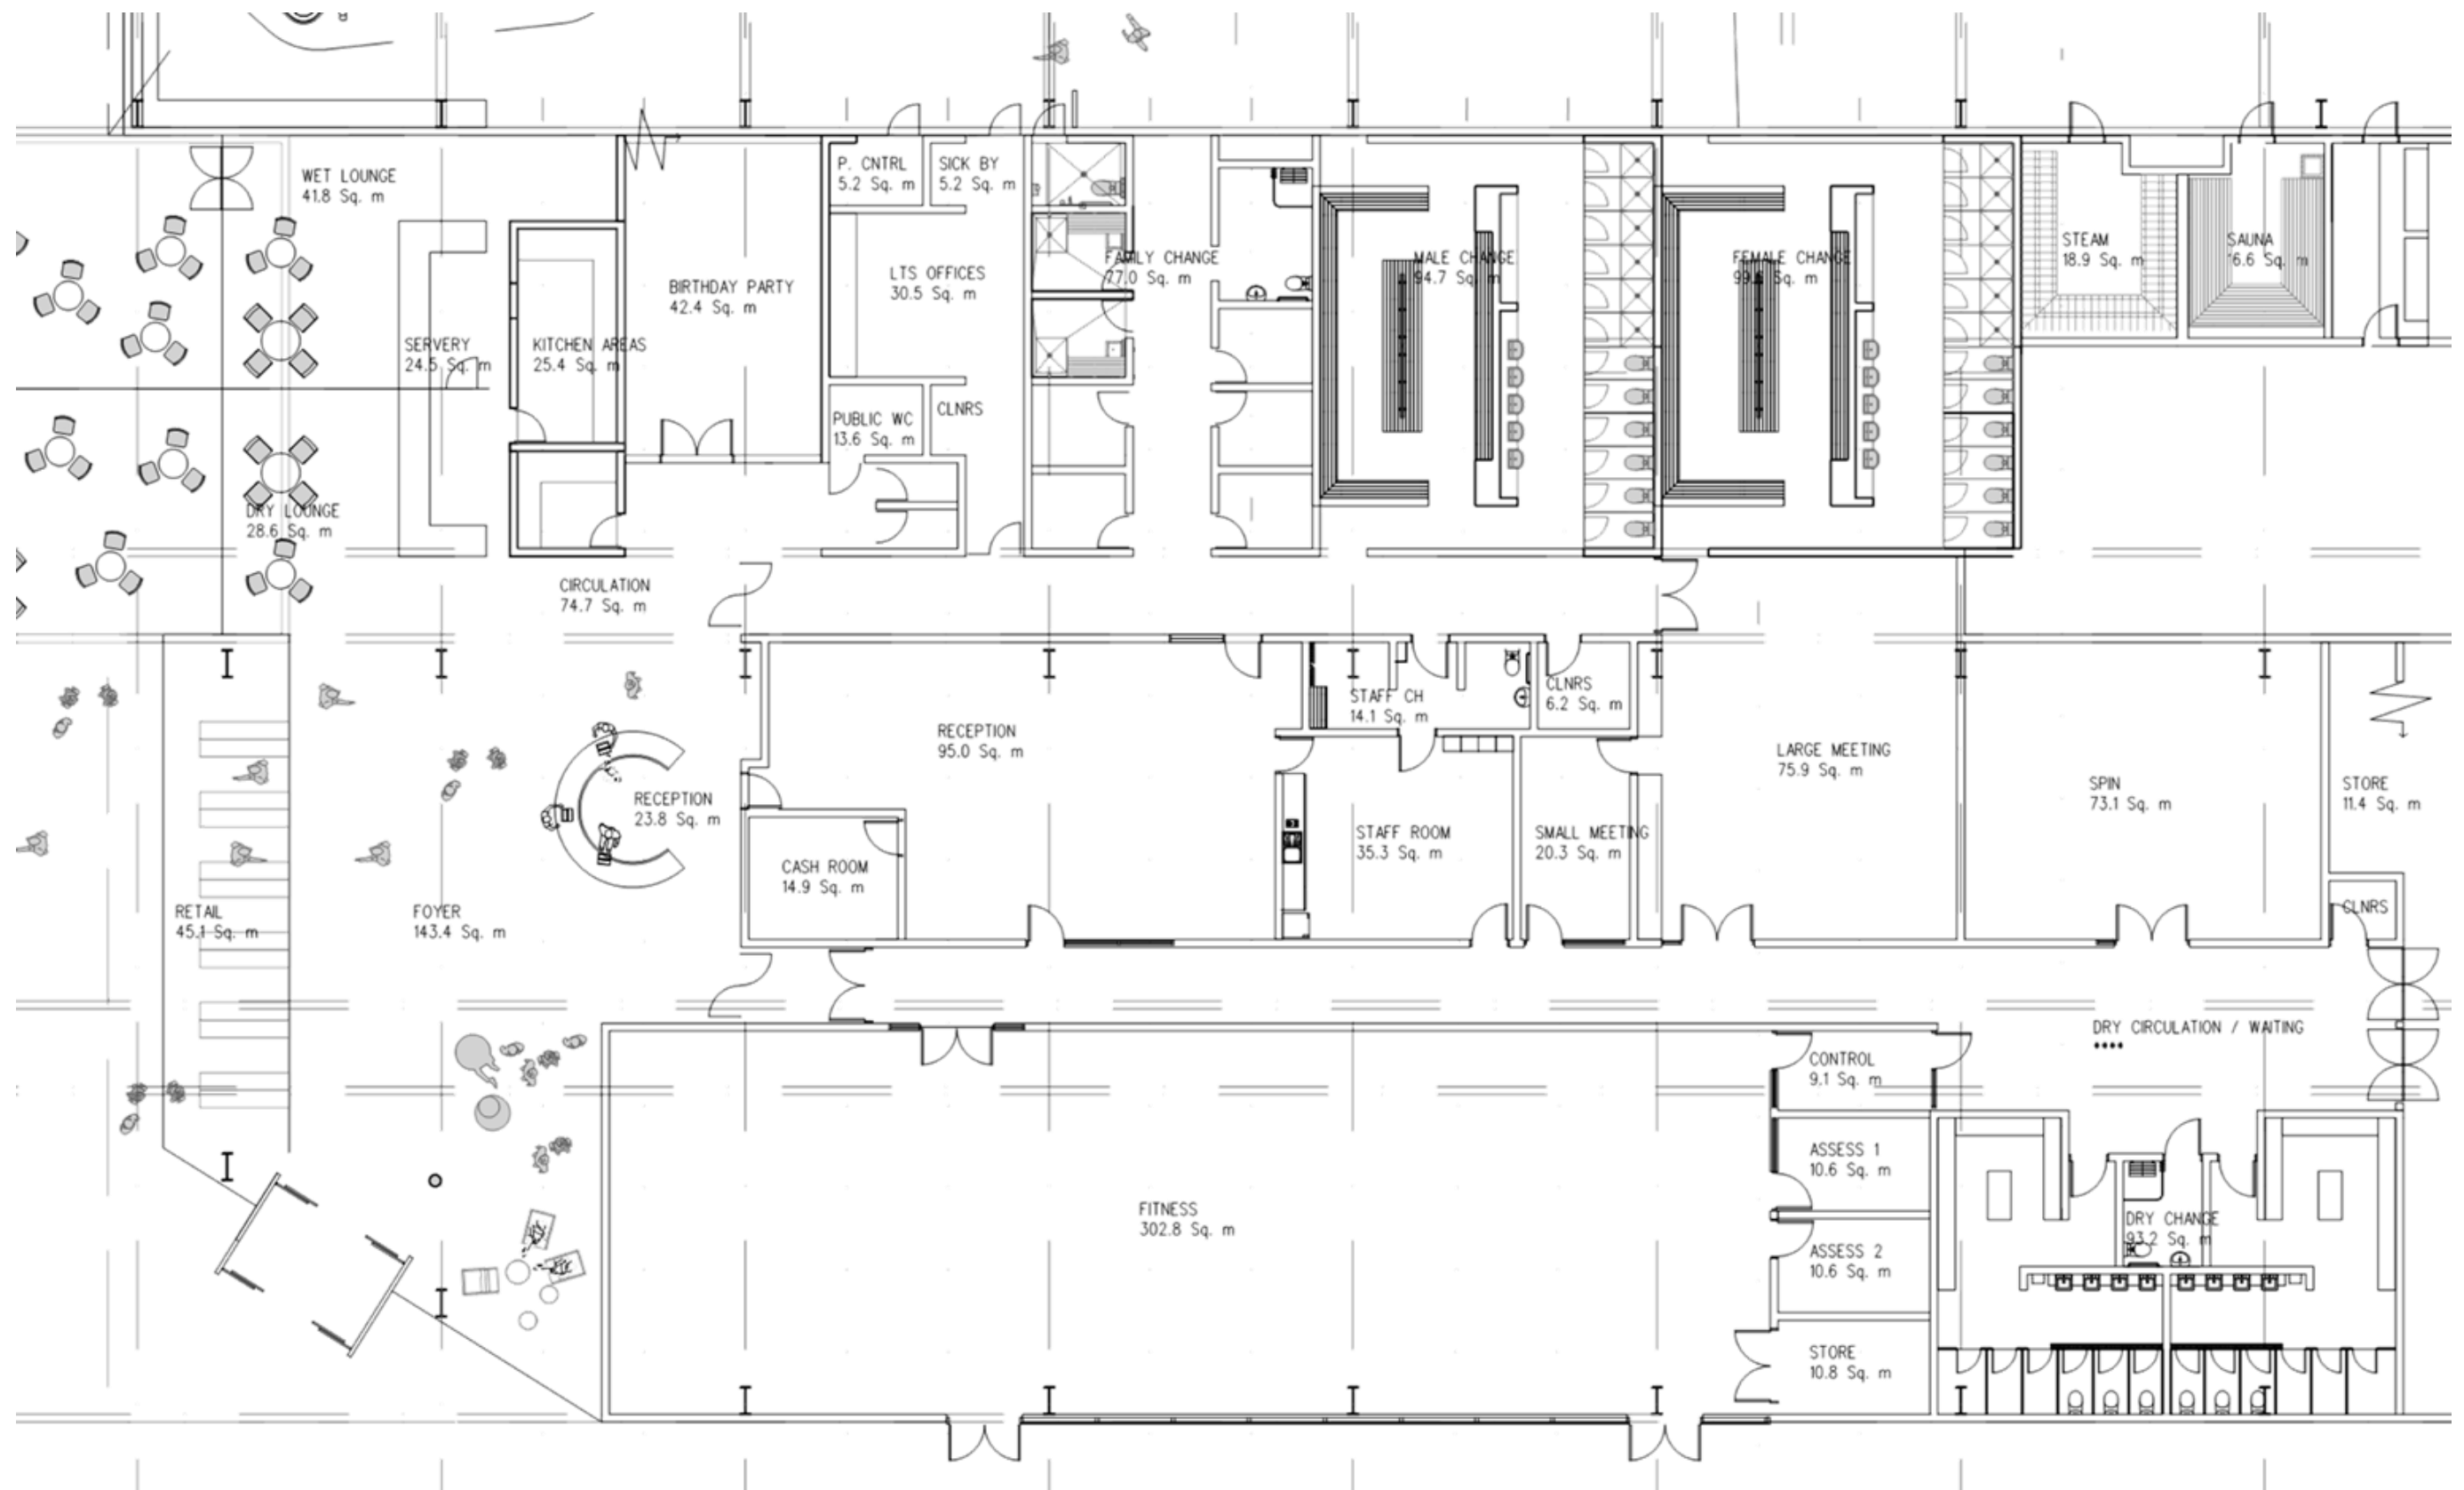 WET LOUNGE
41.8 Sq. m
P. CNTRL
5.2 Sq. m
SICK BY
5.2 Sq. m
STEAM
18.9 Sq. m
SAUNA
16.6 Sq. m
FAMILY CHANGE
77.0 Sq. m
MALE CHANGE
94.7 Sq. m
FEMALE CHANGE
Sq. m
LTS OFFICES
30.5 Sq. m
BIRTHDAY PARTY
42.4 Sq. m
SERVERY
24.5 Sq. m
KITCHEN AREAS
25.4 Sq. m
PUBLIC WC
13.6 Sq. m
CLNRS
DRY LOUNGE
28.6 Sq. m
CIRCULATION
74.7 Sq. m
STAFF CH
14.1 Sq. m
CLNRS
6.2 Sq. m
RECEPTION
95.0 Sq. m
LARGE MEETING
75.9 Sq. m
SPIN
73.1 Sq. m
STORE
11.4 Sq. m
RECEPTION
23.8 Sq. m
STAFF ROOM
35.3 Sq. m
SMALL MEETING
20.3 Sq. m
CASH ROOM
14.9 Sq. m
RETAIL
45.1 Sq. m
FOYER
143.4 Sq. m
CLNRS
DRY CIRCULATION / WAITING
****
CONTROL
9.1 Sq. m
ASSESS 1
10.6 Sq. m
FITNESS
302.8 Sq. m
DRY CHANGE
93.2 Sq. m
ASSESS 2
10.6 Sq. m
STORE
10.8 Sq. m